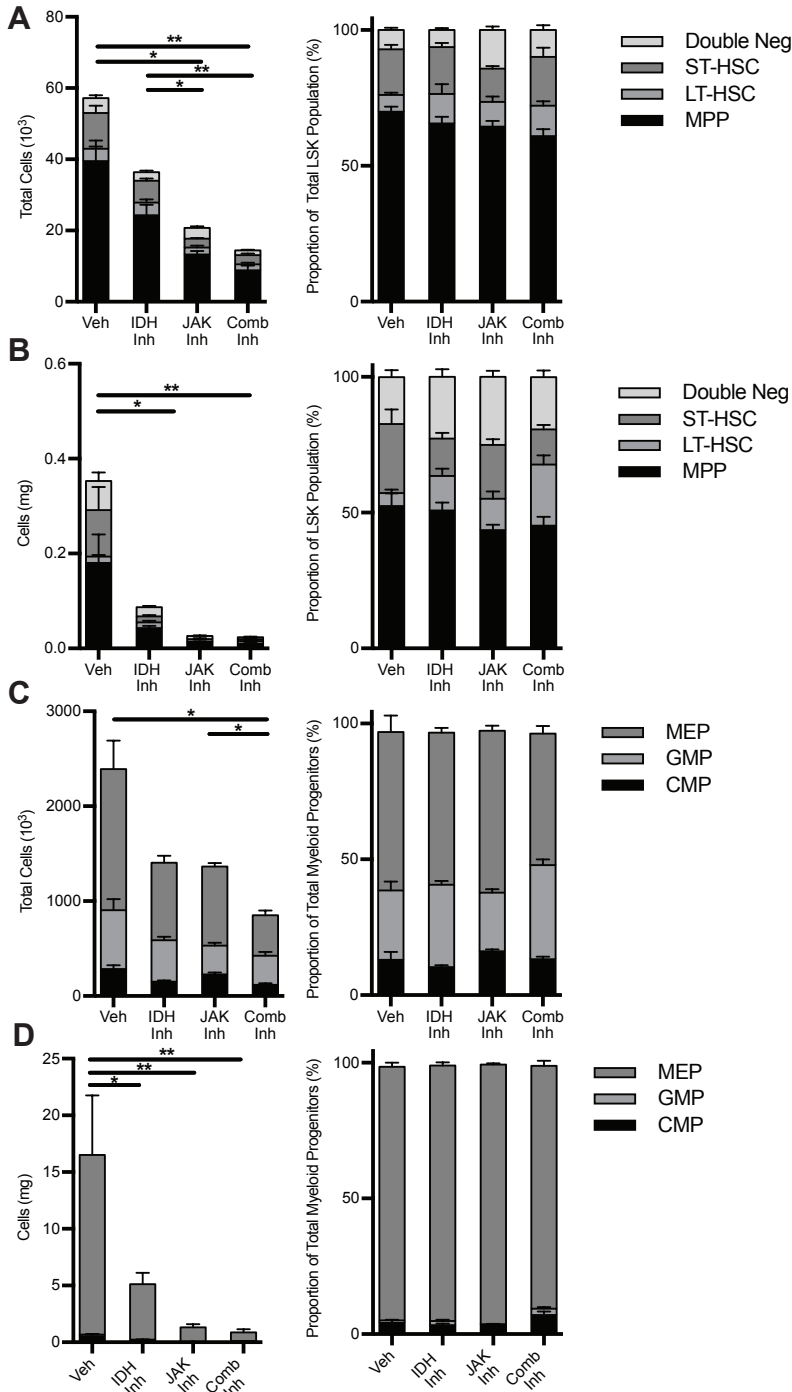 A
80
60
40
20
0
Total Cells (10³)
**
*
**
*
Veh
IDH
Inh
JAK
Inh
Comb
Inh
100
50
0
Proportion of Total LSK Population (%)
Veh
IDH
Inh
JAK
Inh
Comb
Inh
Double Neg
ST-HSC
LT-HSC
MPP
B
0.6
0.4
0.2
0.0
Cells (mg)
**
*
Veh
IDH
Inh
JAK
Inh
Comb
Inh
100
50
0
Proportion of LSK Population (%)
Veh
IDH
Inh
JAK
Inh
Comb
Inh
Double Neg
ST-HSC
LT-HSC
MPP
C
3000
2000
1000
0
Total Cells (10³)
*
*
Veh
IDH
Inh
JAK
Inh
Comb
Inh
100
50
0
Proportion of Total Myeloid Progenitors (%)
Veh
IDH
Inh
JAK
Inh
Comb
Inh
MEP
GMP
CMP
D
25
20
15
10
5
0
Cells (mg)
**
**
*
Veh
IDH
Inh
JAK
Inh
Comb
Inh
100
50
0
Proportion of Total Myeloid Progenitors (%)
Veh
IDH
Inh
JAK
Inh
Comb
Inh
MEP
GMP
CMP